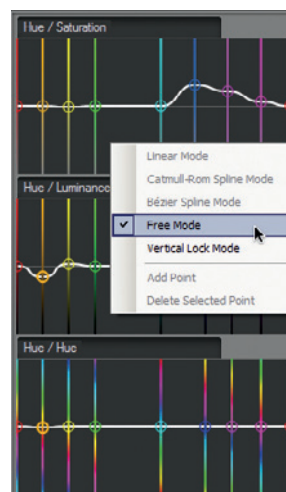 Hue / Saturation
Linear Mode
Catmull-Rom Spline Mode
Bézier Spline Mode
Hue / Luminance
Free Mode
Vertical Lock Mode
Add Point
Delete Selected Point
Hue / Hue